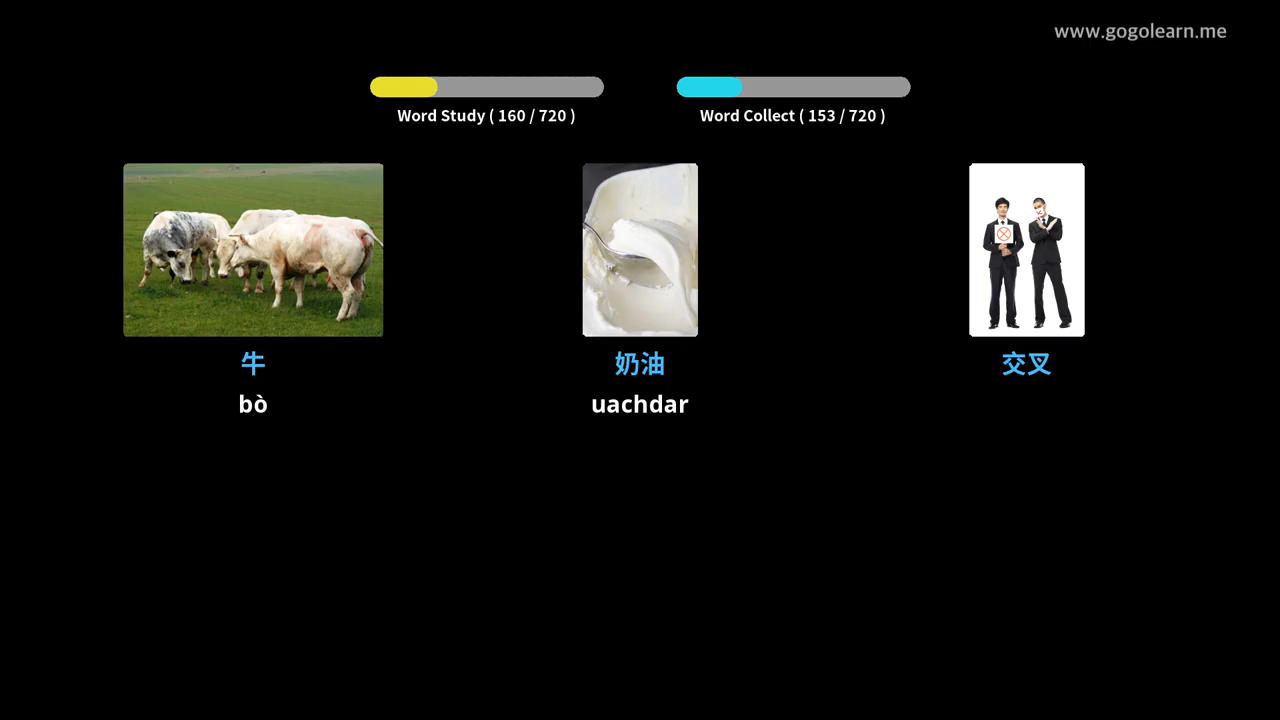 www.gogolearn.me
Word Study ( 160 / 720 )
Word Collect ( 153 / 720 )
牛
奶油
交叉
bò
uachdar